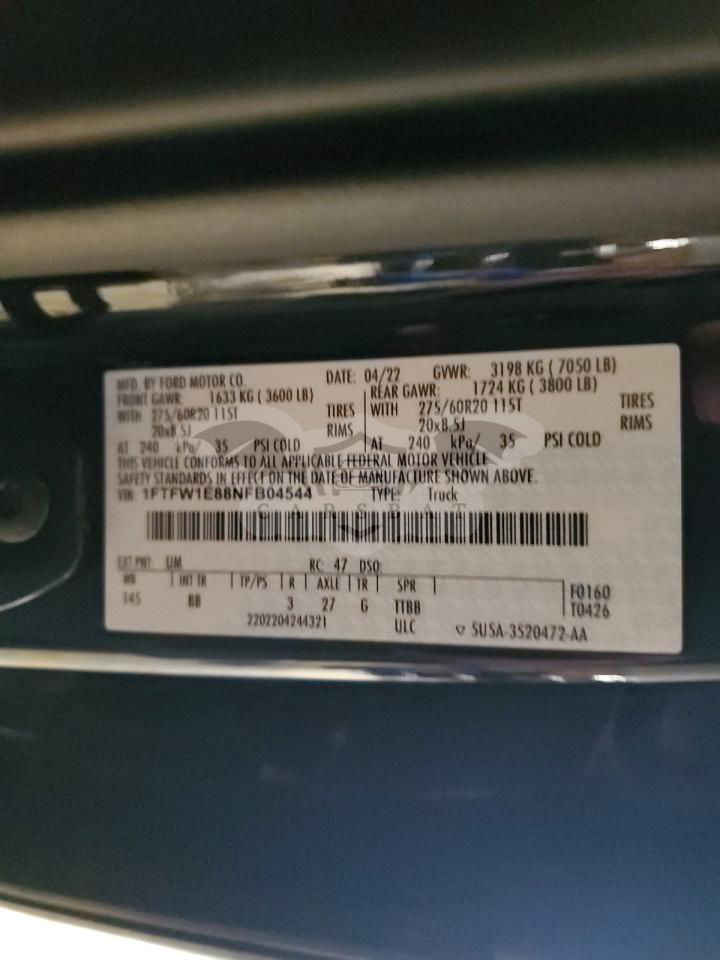 MFD. BY FORD MOTOR CO. DATE: 04/22 GVWR: 3198 KG ( 7050 LB)
FRONT GAWR: 1633 KG ( 3600 LB) REAR GAWR: 1724 KG ( 3800 LB)
WITH 275/60R20 115T TIRES WITH 275/60R20 115T TIRES
20x8.5J RIMS 20x8.5J RIMS
AT 240 kPa/ 35 PSI COLD AT 240 kPa/ 35 PSI COLD
THIS VEHICLE CONFORMS TO ALL APPLICABLE FEDERAL MOTOR VEHICLE
SAFETY STANDARDS IN EFFECT ON THE DATE OF MANUFACTURE SHOWN ABOVE.
VIN: 1FTFW1E88NFB04544 TYPE: Truck
CARSBAT
EXT PNT: UM RC: 47 DSO:
WB INT TR TP/PS R AXLE TR SPR
145 BB 3 27 G TTBB
F0160
T0426
2202204244321 ULC ▽ 5U5A-3520472-AA